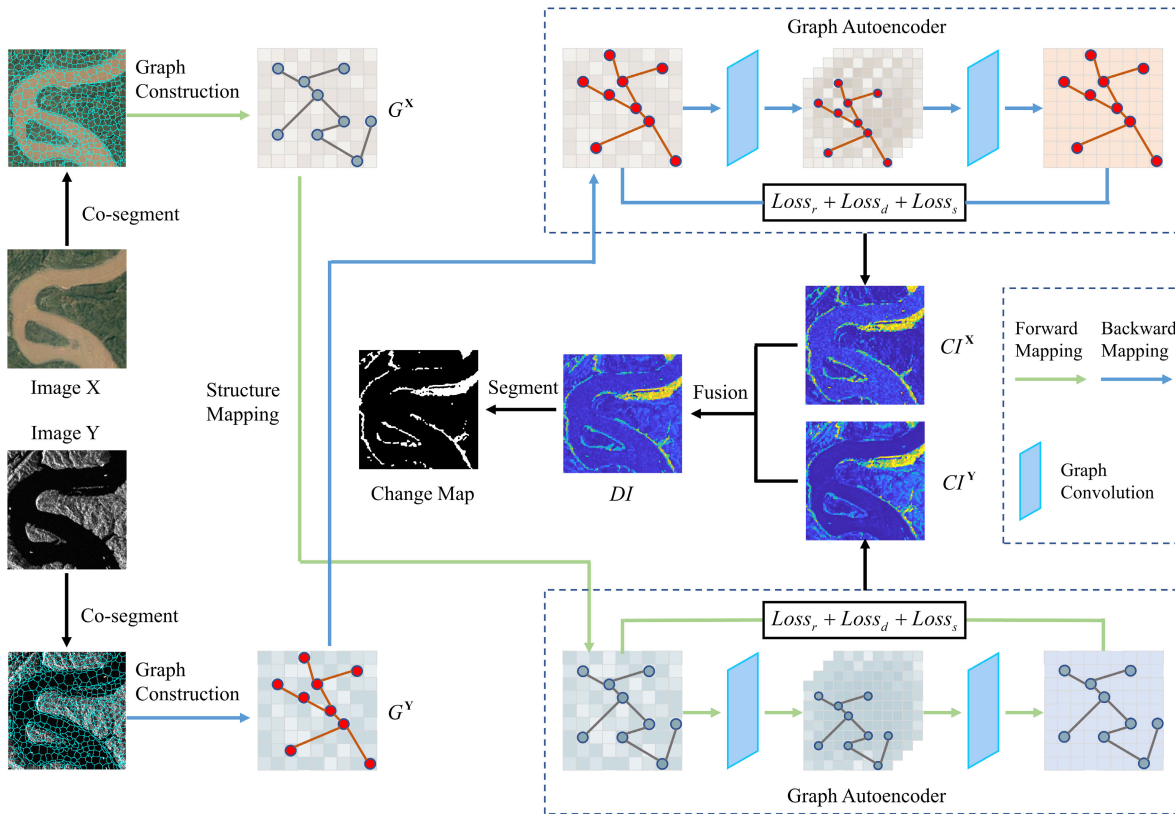 Graph Autoencoder
Graph
Construction
G^X
Co-segment
Loss_r + Loss_d + Loss_s
Image X
Structure
Mapping
Image Y
Segment
Fusion
CI^X
Change Map
DI
CI^Y
Forward
Mapping
Backward
Mapping
Graph
Convolution
Co-segment
Loss_r + Loss_d + Loss_s
Graph
Construction
G^Y
Graph Autoencoder